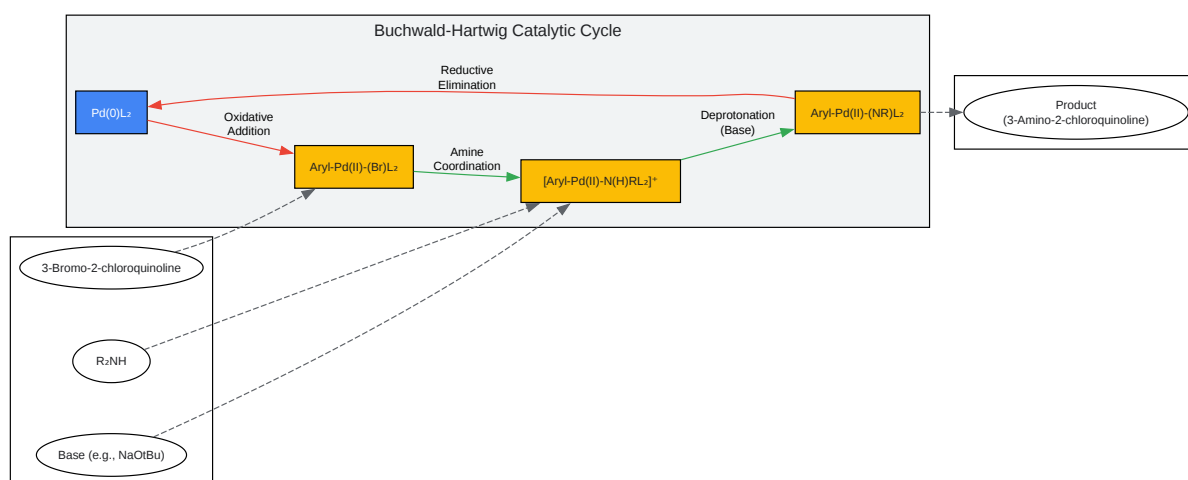 Buchwald-Hartwig Catalytic Cycle
Reductive
Elimination
Pd(0)L₂
Oxidative
Addition
Aryl-Pd(II)-(Br)L₂
Amine
Coordination
[Aryl-Pd(II)-N(H)RL₂]⁺
Deprotonation
(Base)
Aryl-Pd(II)-(NR)L₂
Product
(3-Amino-2-chloroquinoline)
3-Bromo-2-chloroquinoline
R₂NH
Base (e.g., NaOtBu)